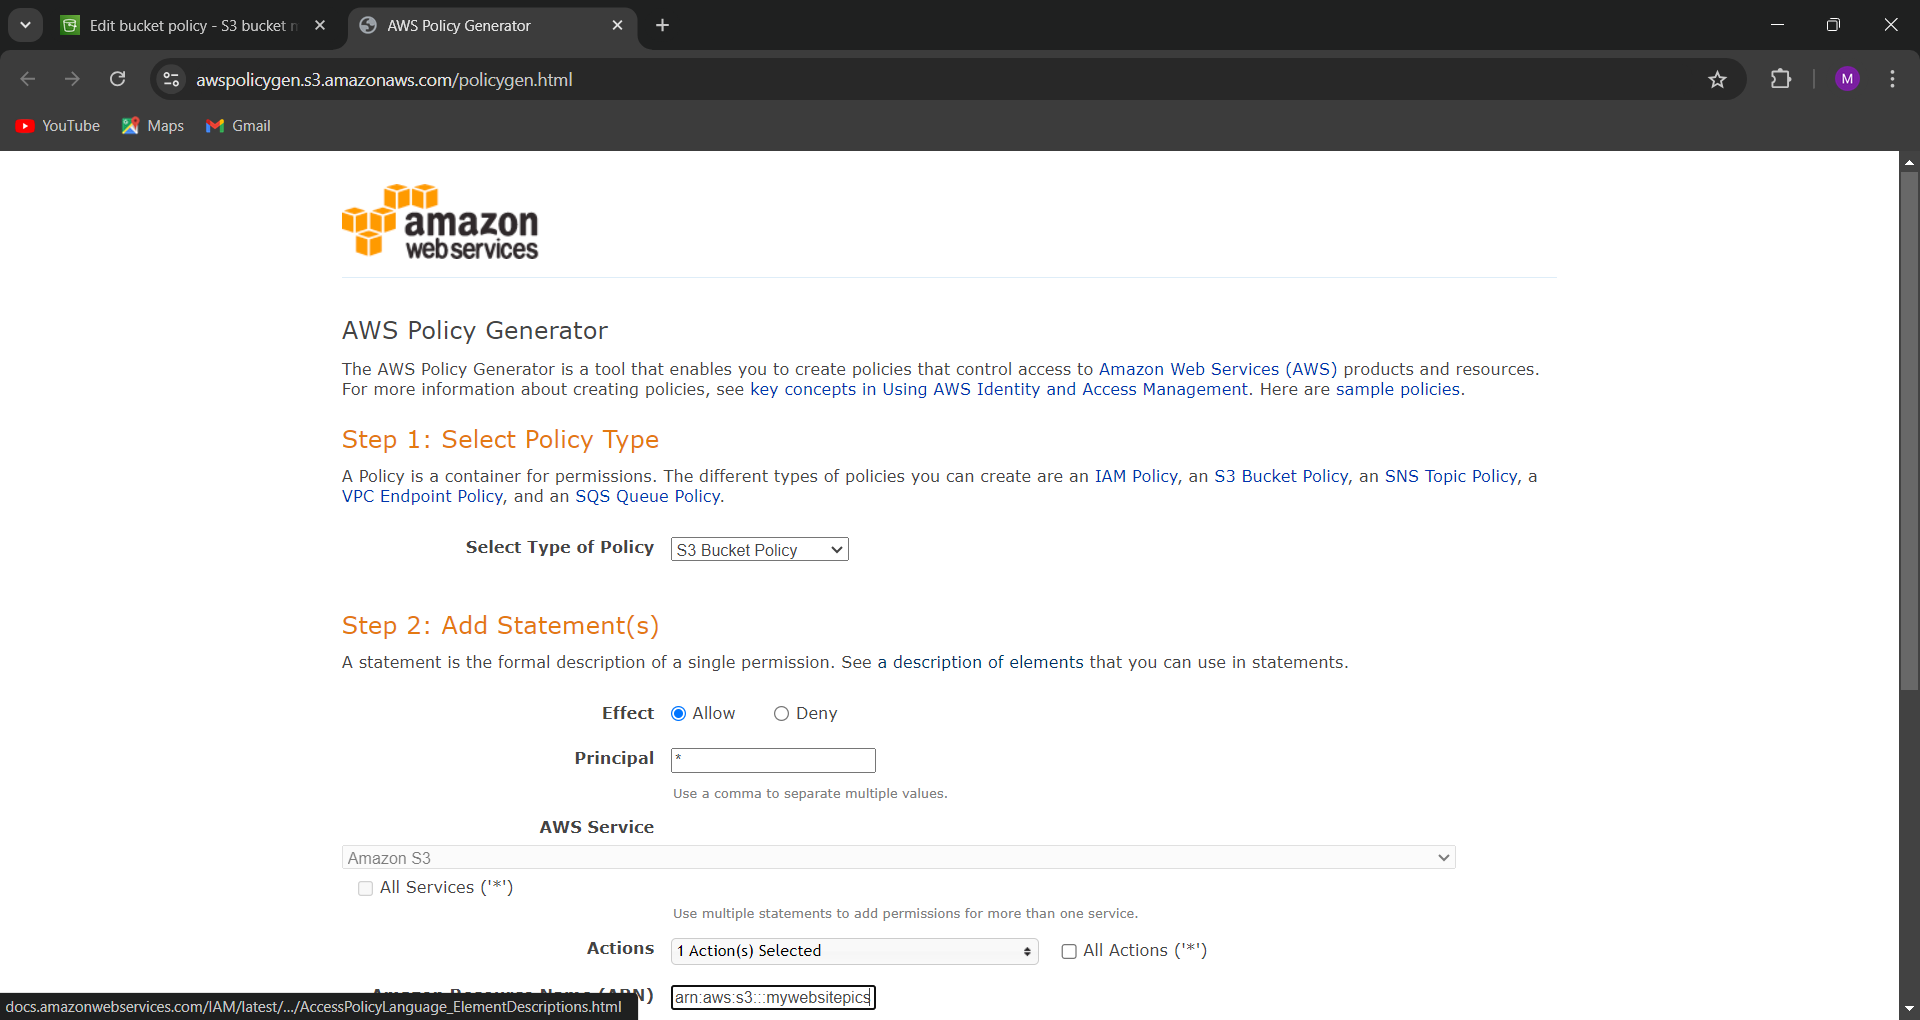 Edit bucket policy - S3 bucket
AWS Policy Generator
awspolicygen.s3.amazonaws.com/policygen.html
M
YouTube
Maps
Gmail
amazon
webservices
AWS Policy Generator
The AWS Policy Generator is a tool that enables you to create policies that control access to Amazon Web Services (AWS) products and resources.
For more information about creating policies, see key concepts in Using AWS Identity and Access Management. Here are sample policies.
Step 1: Select Policy Type
A Policy is a container for permissions. The different types of policies you can create are an IAM Policy, an S3 Bucket Policy, an SNS Topic Policy, a
VPC Endpoint Policy, and an SQS Queue Policy.
Select Type of Policy S3 Bucket Policy
Step 2: Add Statement(s)
A statement is the formal description of a single permission. See a description of elements that you can use in statements.
Effect Allow Deny
Principal *
Use a comma to separate multiple values.
AWS Service
Amazon S3
All Services ('*')
Use multiple statements to add permissions for more than one service.
Actions 1 Action(s) Selected All Actions ('*')
Amazon Resource Name (ARN) arn:aws:s3:::mywebsitepics
docs.amazonwebservices.com/IAM/latest/.../AccessPolicyLanguage_ElementDescriptions.html